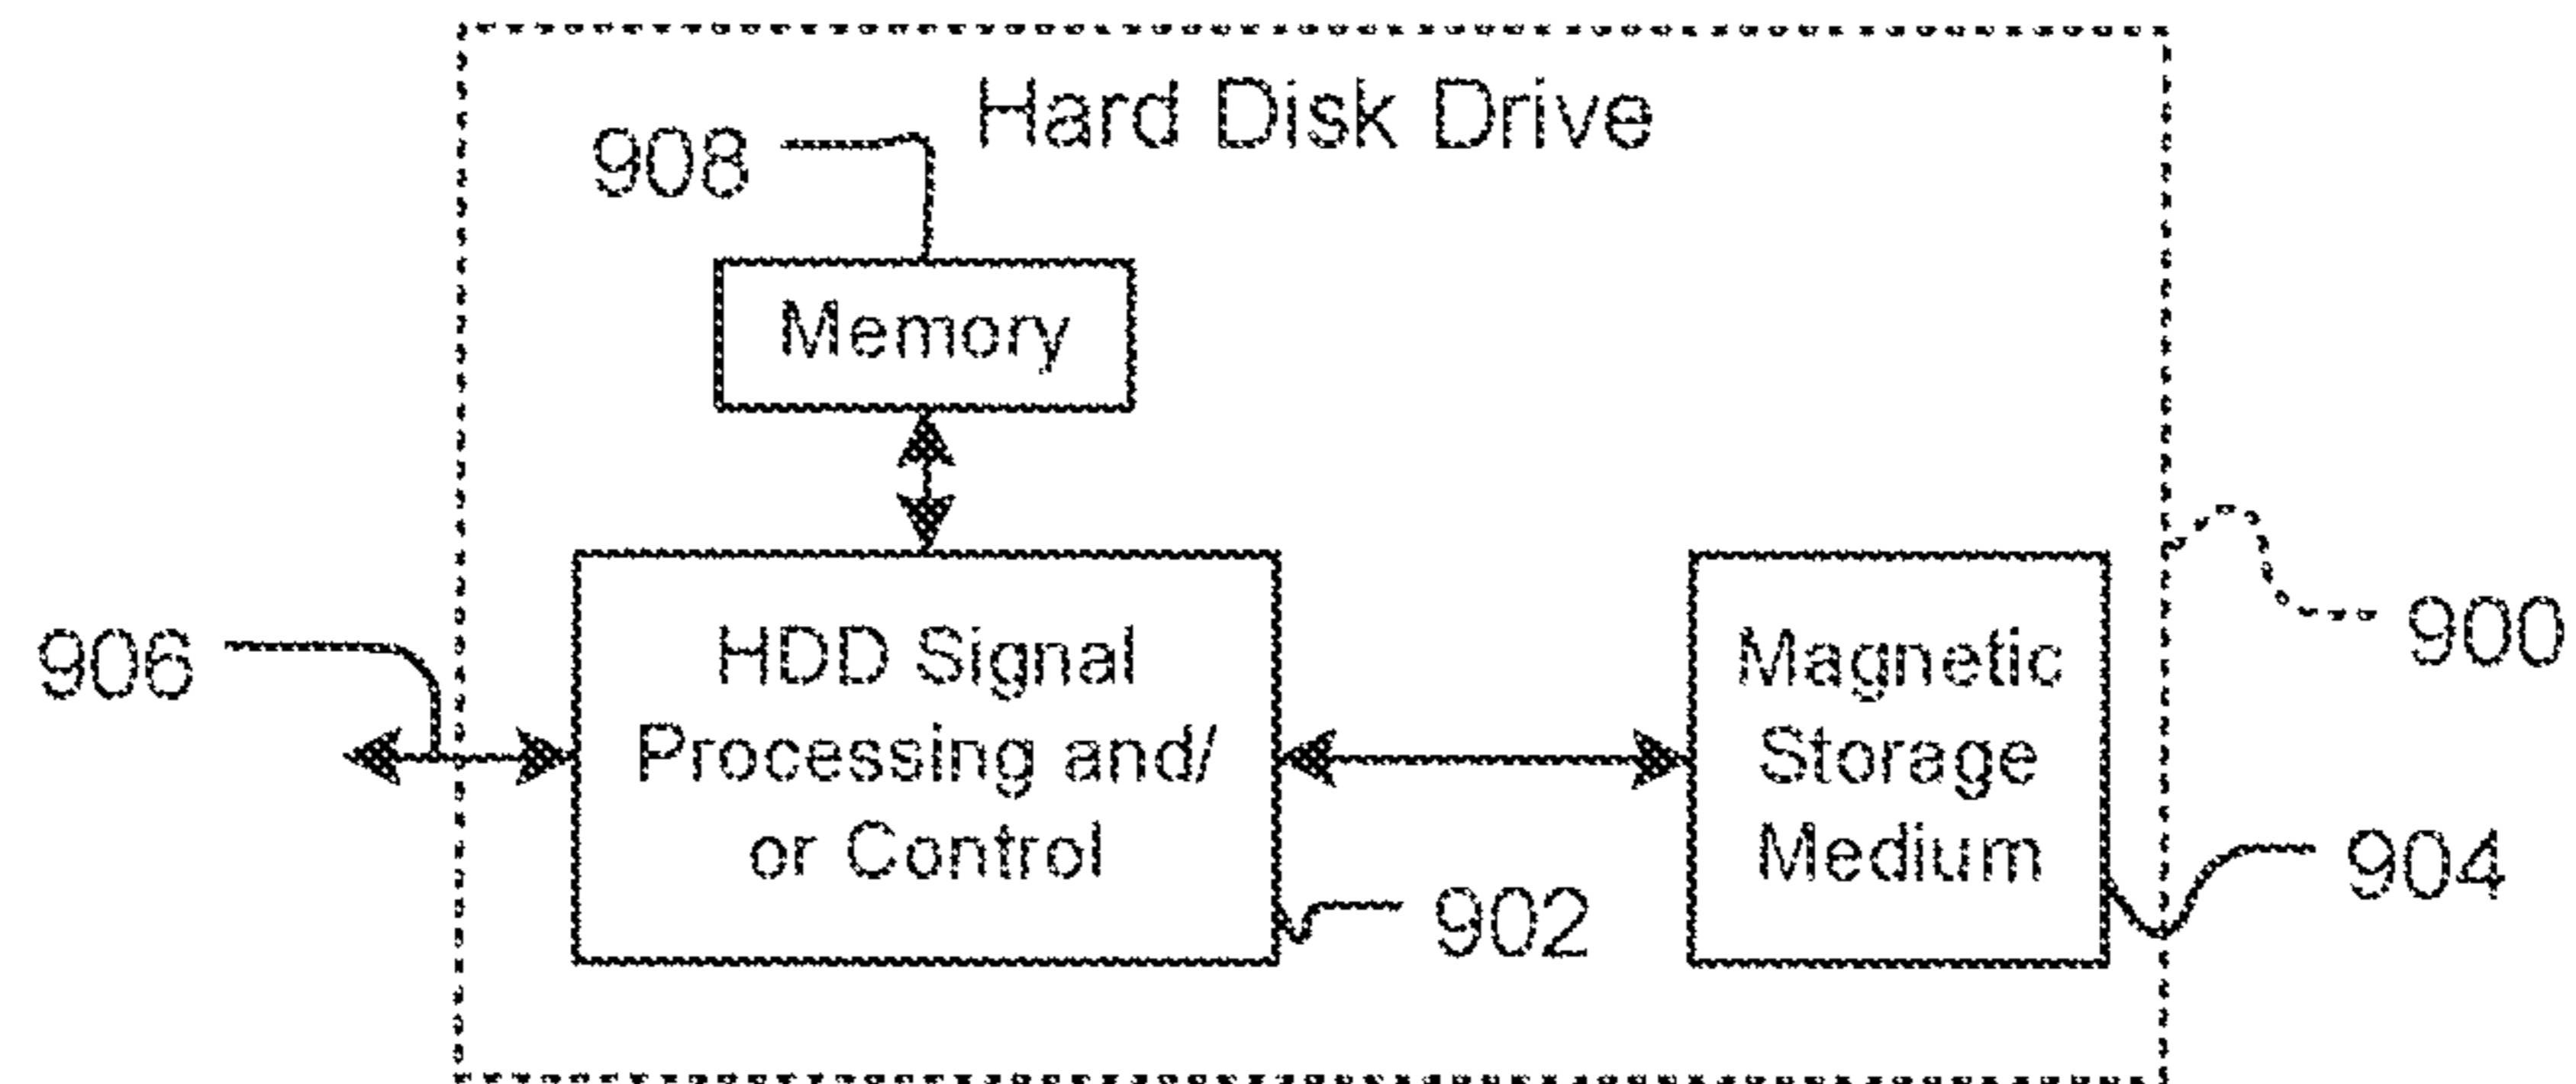 Hard Disk Drive
908
Memory
906
HDD Signal
Processing and/
or Control
902
Magnetic
Storage
Medium
900
904